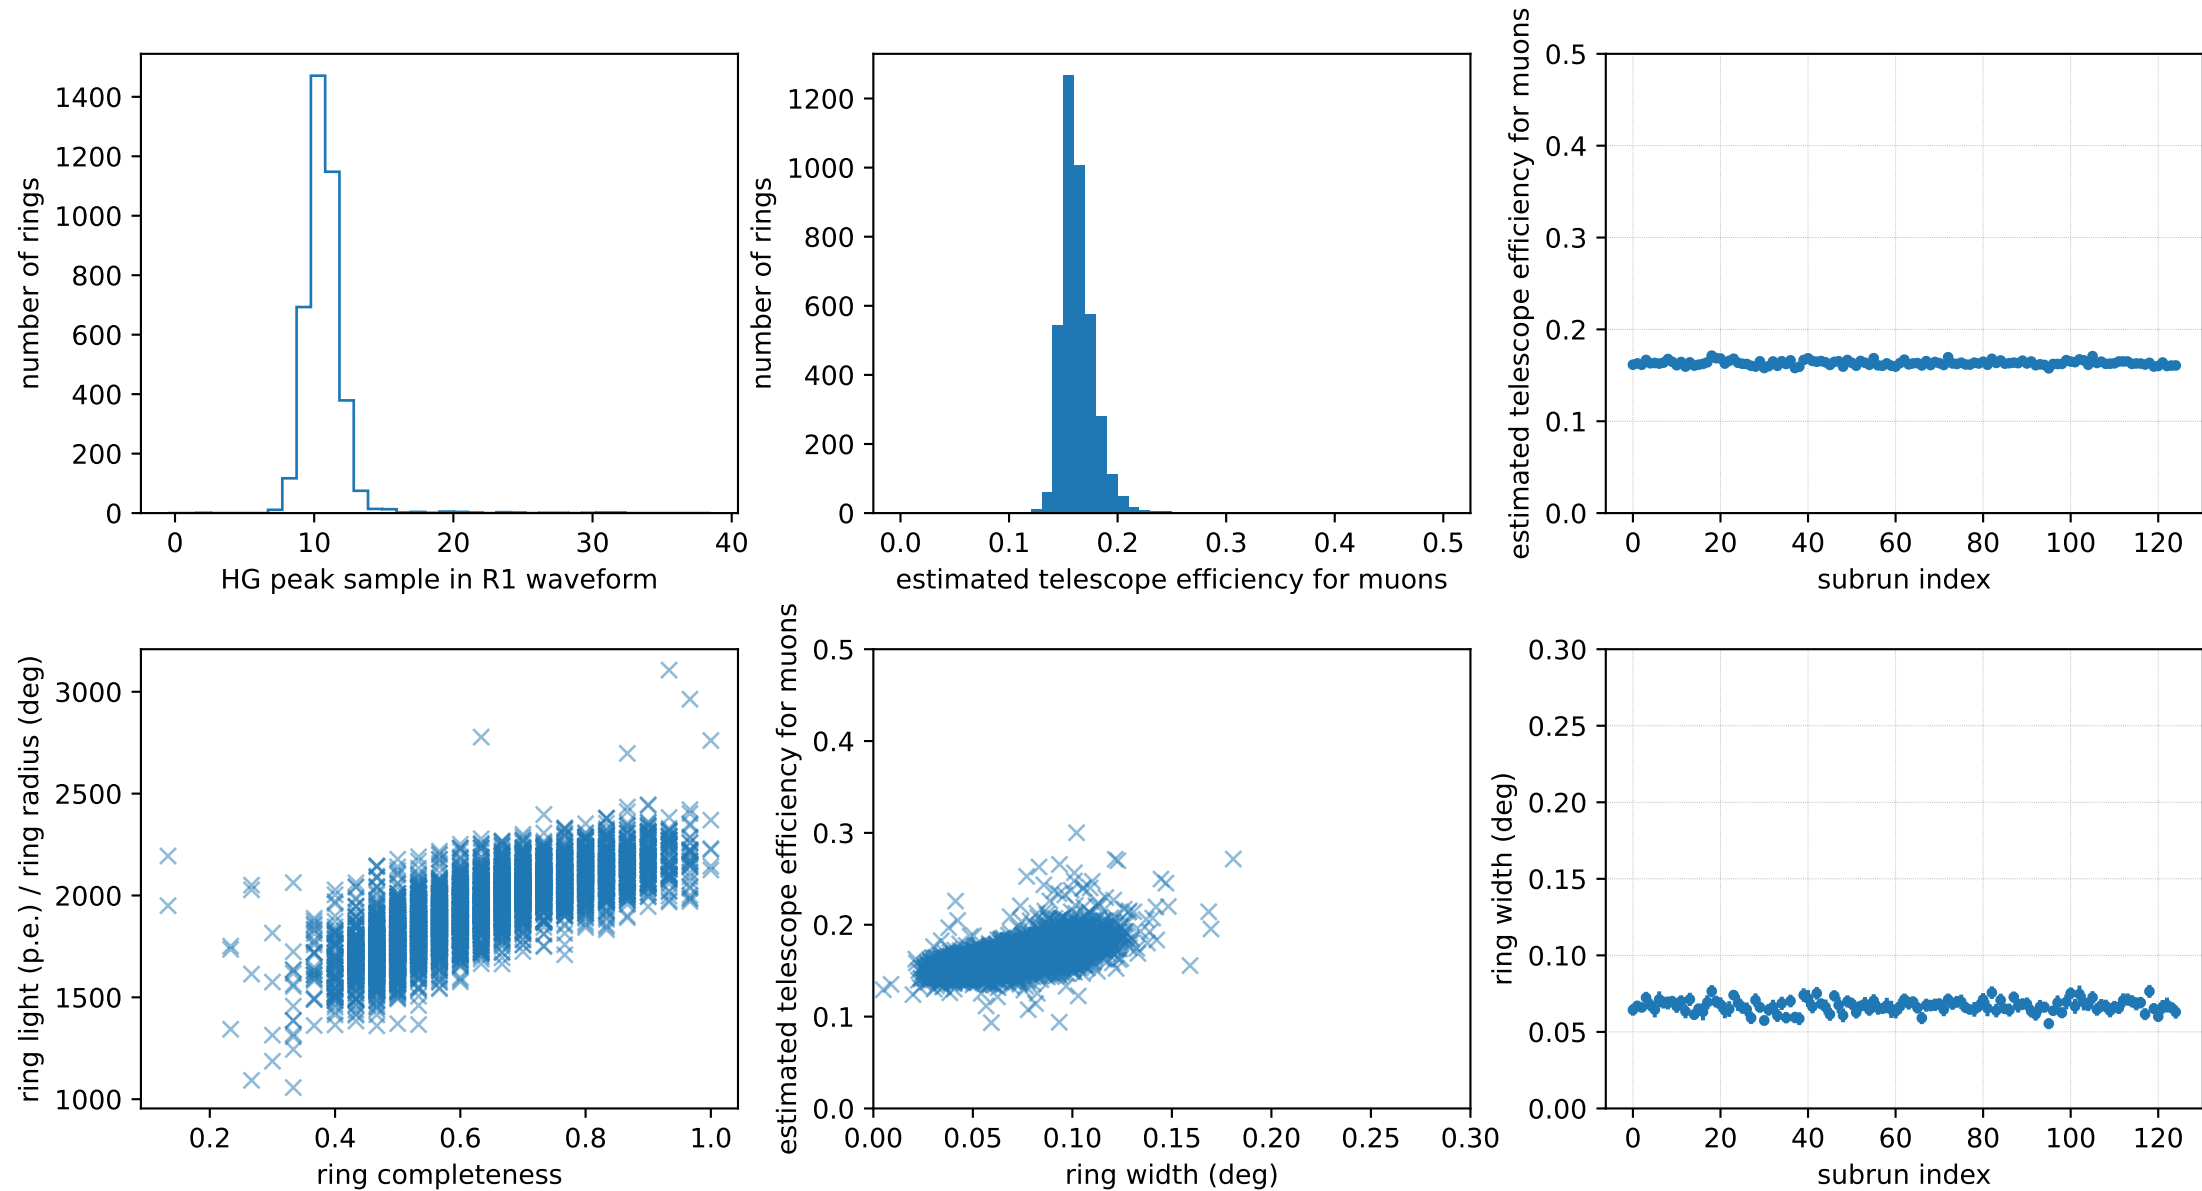 number of rings
1400
1200
1000
800
600
400
200
0
0 10 20 30 40
HG peak sample in R1 waveform
number of rings
1200
1000
800
600
400
200
0
0.0 0.1 0.2 0.3 0.4 0.5
estimated telescope efficiency for muons
estimated telescope efficiency for muons
0.5
0.4
0.3
0.2
0.1
0.0
0 20 40 60 80 100 120
subrun index
ring light (p.e.) / ring radius (deg)
3000
2500
2000
1500
1000
0.2 0.4 0.6 0.8 1.0
ring completeness
estimated telescope efficiency for muons
0.5
0.4
0.3
0.2
0.1
0.0
0.00 0.05 0.10 0.15 0.20 0.25 0.30
ring width (deg)
ring width (deg)
0.30
0.25
0.20
0.15
0.10
0.05
0.00
0 20 40 60 80 100 120
subrun index